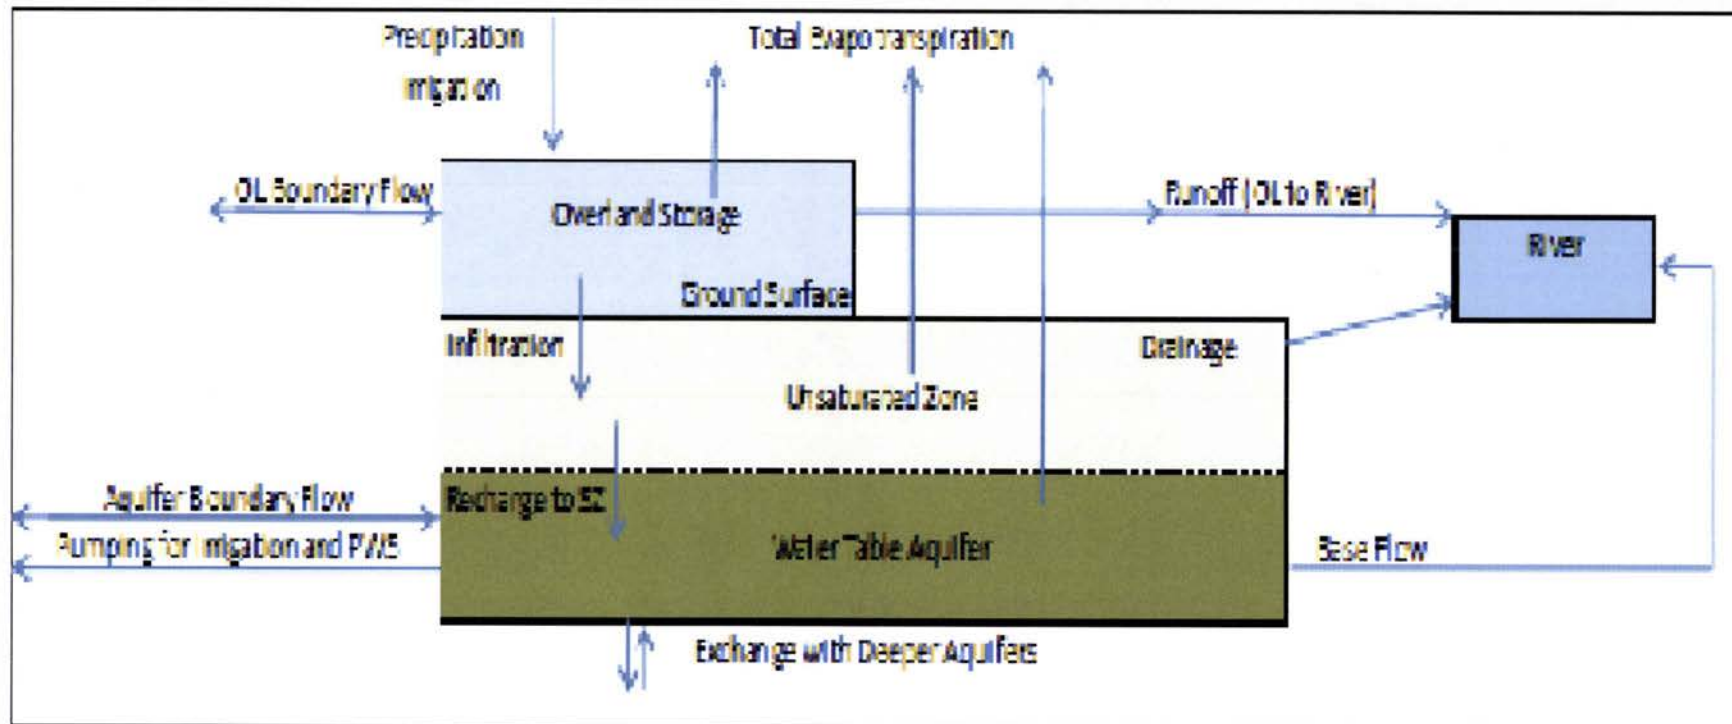 Precipitation
Irrigation
Total Evapotranspiration
OL Boundary Flow
Overland Storage
Runoff (OL to River)
River
Ground Surface
Infiltration
Drainage
Unsaturated Zone
Aquifer Boundary Flow
Recharge to SZ
Pumping for Irrigation and PWS
Water Table Aquifer
Base Flow
Exchange with Deeper Aquifers